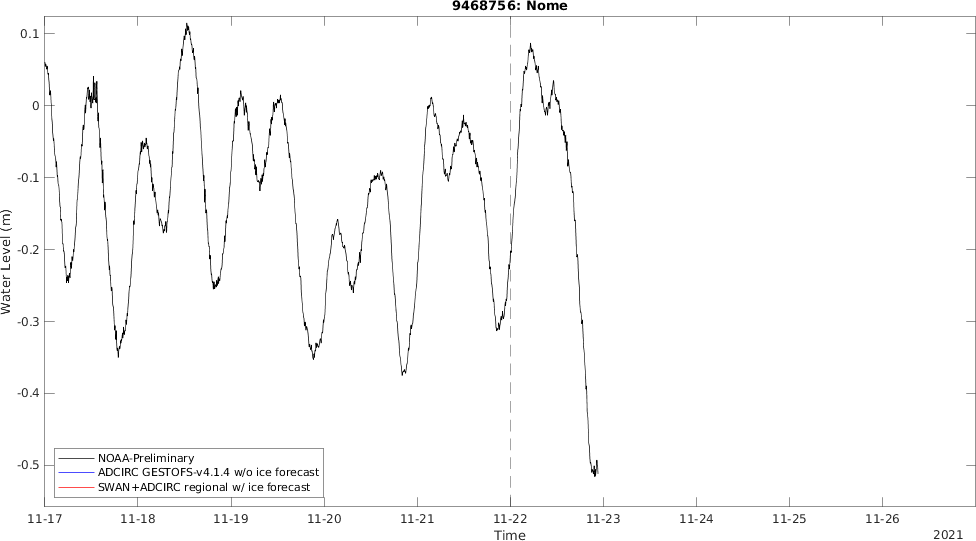 9468756: Nome
0.1
0
-0.1
-0.2
-0.3
-0.4
-0.5
Water Level (m)
NOAA-Preliminary
ADCIRC GESTOFS-v4.1.4 w/o ice forecast
SWAN+ADCIRC regional w/ ice forecast
11-17 11-18 11-19 11-20 11-21 11-22 11-23 11-24 11-25 11-26
Time
2021